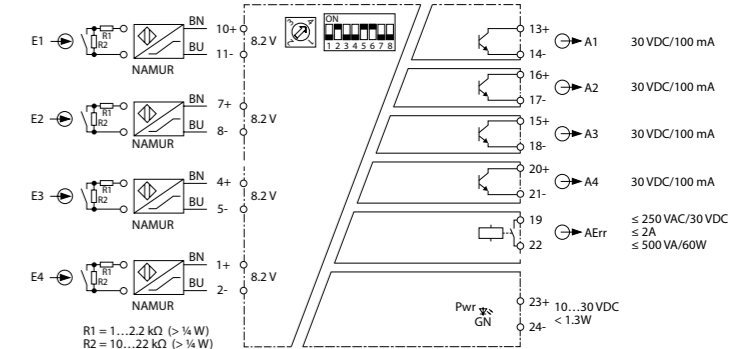 E1
R1
R2
BN
10+
BU
11-
NAMUR
8.2 V
ON
1 2 3 4 5 6 7 8
13+
14-
A1
30 VDC/100 mA
E2
R1
R2
BN
7+
BU
8-
NAMUR
8.2 V
16+
17-
A2
30 VDC/100 mA
15+
18-
A3
30 VDC/100 mA
E3
R1
R2
BN
4+
BU
5-
NAMUR
8.2 V
20+
21-
A4
30 VDC/100 mA
19
22
AErr
≤ 250 VAC/30 VDC
≤ 2A
≤ 500 VA/60W
E4
R1
R2
BN
1+
BU
2-
NAMUR
8.2 V
Pwr
GN
23+
24-
10…30 VDC
< 1.3W
R1 = 1…2.2 kΩ (> ¼ W)
R2 = 10…22 kΩ (> ¼ W)